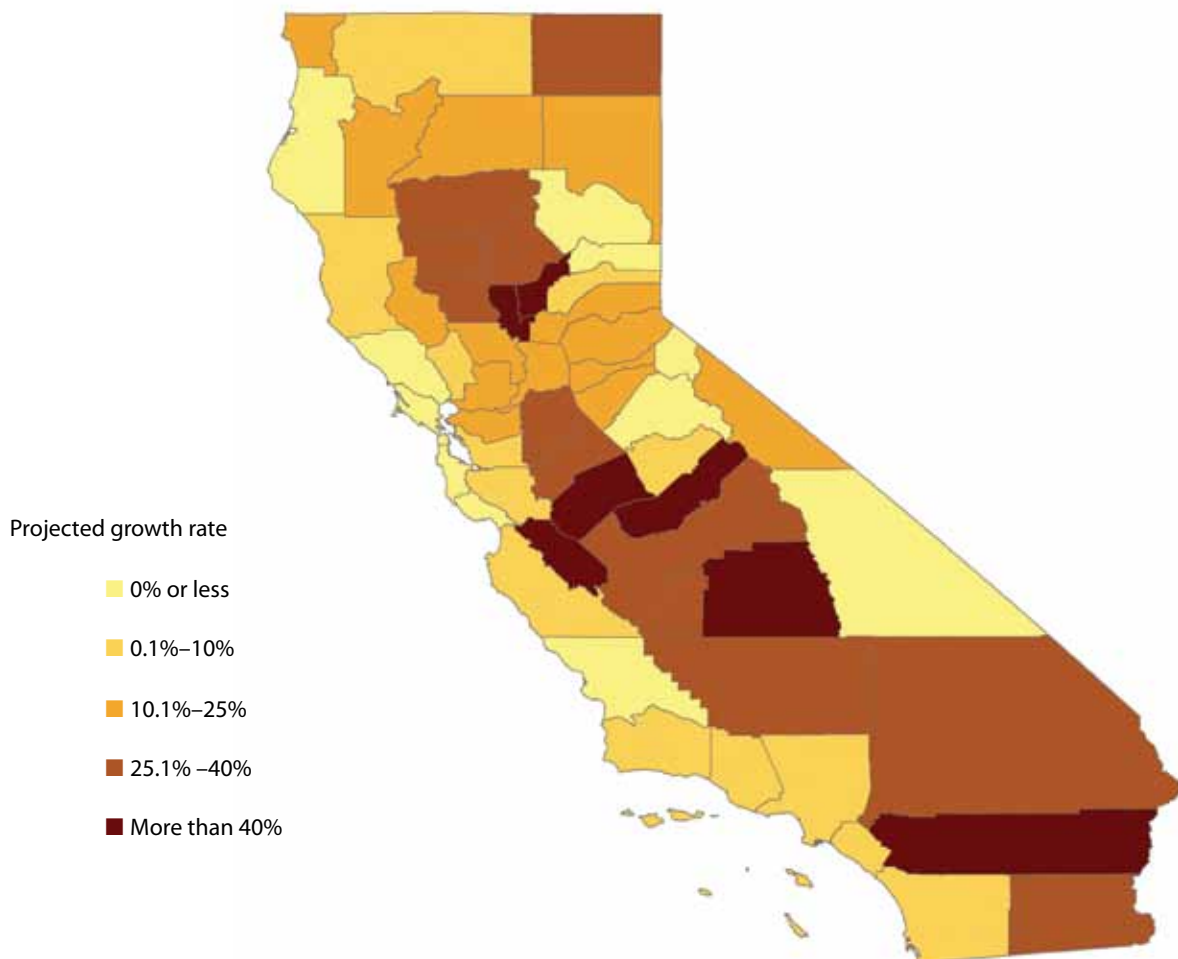 Projected growth rate
0% or less
0.1%–10%
10.1%–25%
25.1% –40%
More than 40%